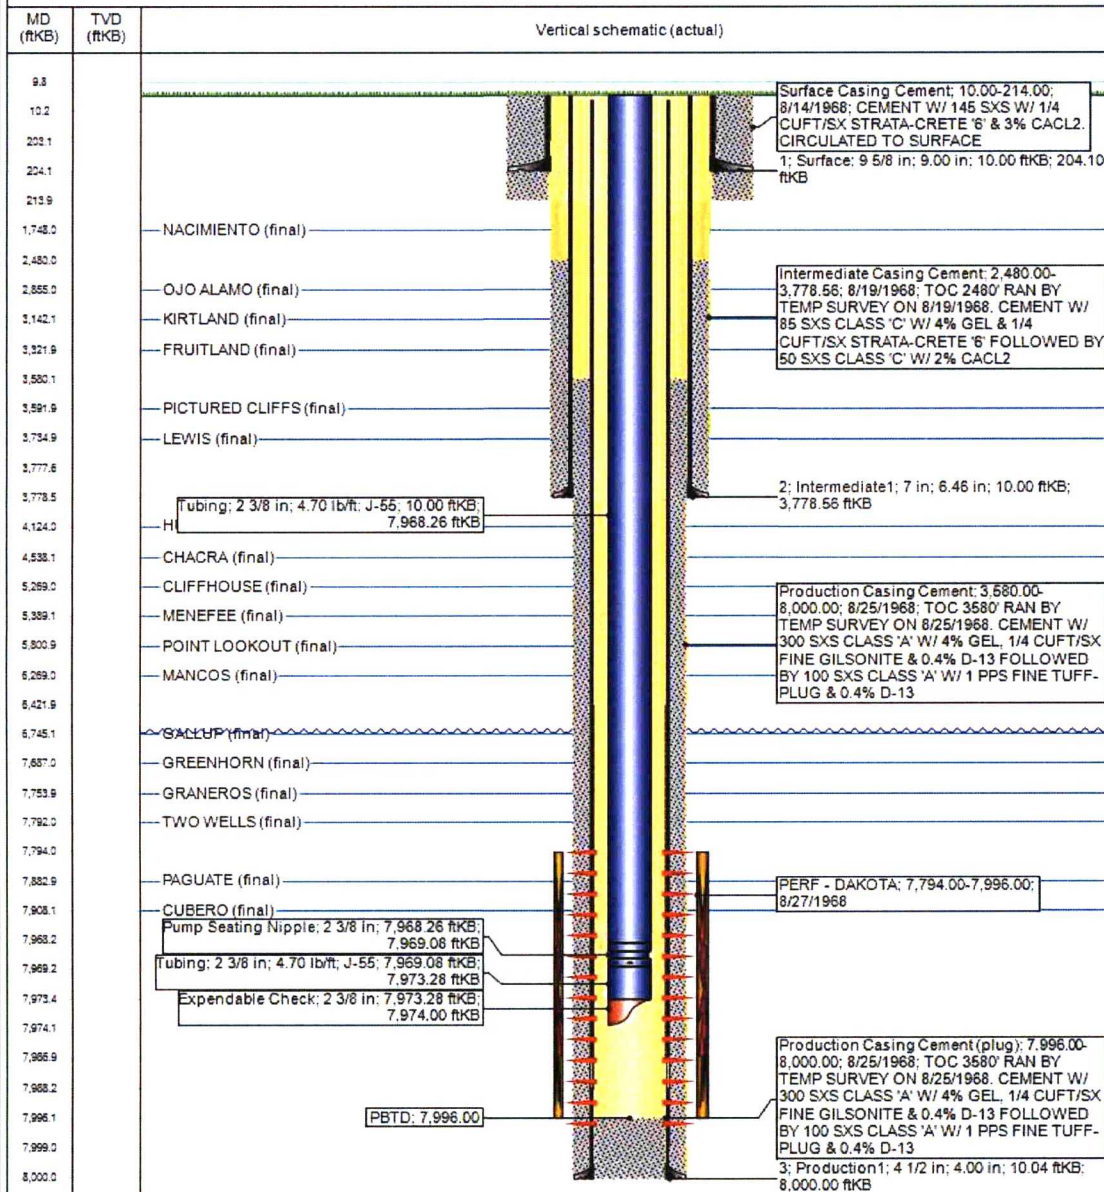 MD
(ftKB)
TVD
(ftKB)
Vertical schematic (actual)
9.8
10.2
203.1
204.1
213.9
1,748.0
2,480.0
2,855.0
3,142.1
3,321.9
3,580.1
3,591.9
3,734.9
3,777.6
3,778.5
4,124.0
4,538.1
5,269.0
5,389.1
5,800.9
6,269.0
6,421.9
6,745.1
7,687.0
7,753.9
7,792.0
7,794.0
7,882.9
7,908.1
7,968.2
7,969.2
7,973.4
7,974.1
7,986.9
7,988.2
7,996.1
7,999.0
8,000.0
NACIMIENTO (final)
OJO ALAMO (final)
KIRTLAND (final)
FRUITLAND (final)
PICTURED CLIFFS (final)
LEWIS (final)
Tubing; 2 3/8 in; 4.70 lb/ft; J-55; 10.00 ftKB;
7,968.26 ftKB
CHACRA (final)
CLIFFHOUSE (final)
MENEFEE (final)
POINT LOOKOUT (final)
MANCOS (final)
GALLUP (final)
GREENHORN (final)
GRANEROS (final)
TWO WELLS (final)
PAGUATE (final)
CUBERO (final)
Pump Seating Nipple; 2 3/8 in; 7,968.26 ftKB;
7,969.08 ftKB
Tubing; 2 3/8 in; 4.70 lb/ft; J-55; 7,969.08 ftKB;
7,973.28 ftKB
Expendable Check; 2 3/8 in; 7,973.28 ftKB;
7,974.00 ftKB
PBTD; 7,996.00
Surface Casing Cement; 10.00-214.00;
8/14/1968; CEMENT W/ 145 SXS W/ 1/4
CUFT/SX STRATA-CRETE '6' & 3% CACL2.
CIRCULATED TO SURFACE
1; Surface; 9 5/8 in; 9.00 in; 10.00 ftKB; 204.10
ftKB
Intermediate Casing Cement; 2,480.00-
3,778.56; 8/19/1968; TOC 2480' RAN BY
TEMP SURVEY ON 8/19/1968. CEMENT W/
85 SXS CLASS 'C' W/ 4% GEL & 1/4
CUFT/SX STRATA-CRETE '6' FOLLOWED BY
50 SXS CLASS 'C' W/ 2% CACL2
2; Intermediate1; 7 in; 6.46 in; 10.00 ftKB;
3,778.56 ftKB
Production Casing Cement; 3,580.00-
8,000.00; 8/25/1968; TOC 3580' RAN BY
TEMP SURVEY ON 8/25/1968. CEMENT W/
300 SXS CLASS 'A' W/ 4% GEL, 1/4 CUFT/SX
FINE GILSONITE & 0.4% D-13 FOLLOWED
BY 100 SXS CLASS 'A' W/ 1 PPS FINE TUFF-
PLUG & 0.4% D-13
PERF - DAKOTA; 7,794.00-7,996.00;
8/27/1968
Production Casing Cement (plug); 7,996.00-
8,000.00; 8/25/1968; TOC 3580' RAN BY
TEMP SURVEY ON 8/25/1968. CEMENT W/
300 SXS CLASS 'A' W/ 4% GEL, 1/4 CUFT/SX
FINE GILSONITE & 0.4% D-13 FOLLOWED
BY 100 SXS CLASS 'A' W/ 1 PPS FINE TUFF-
PLUG & 0.4% D-13
3; Production1; 4 1/2 in; 4.00 in; 10.04 ftKB;
8,000.00 ftKB